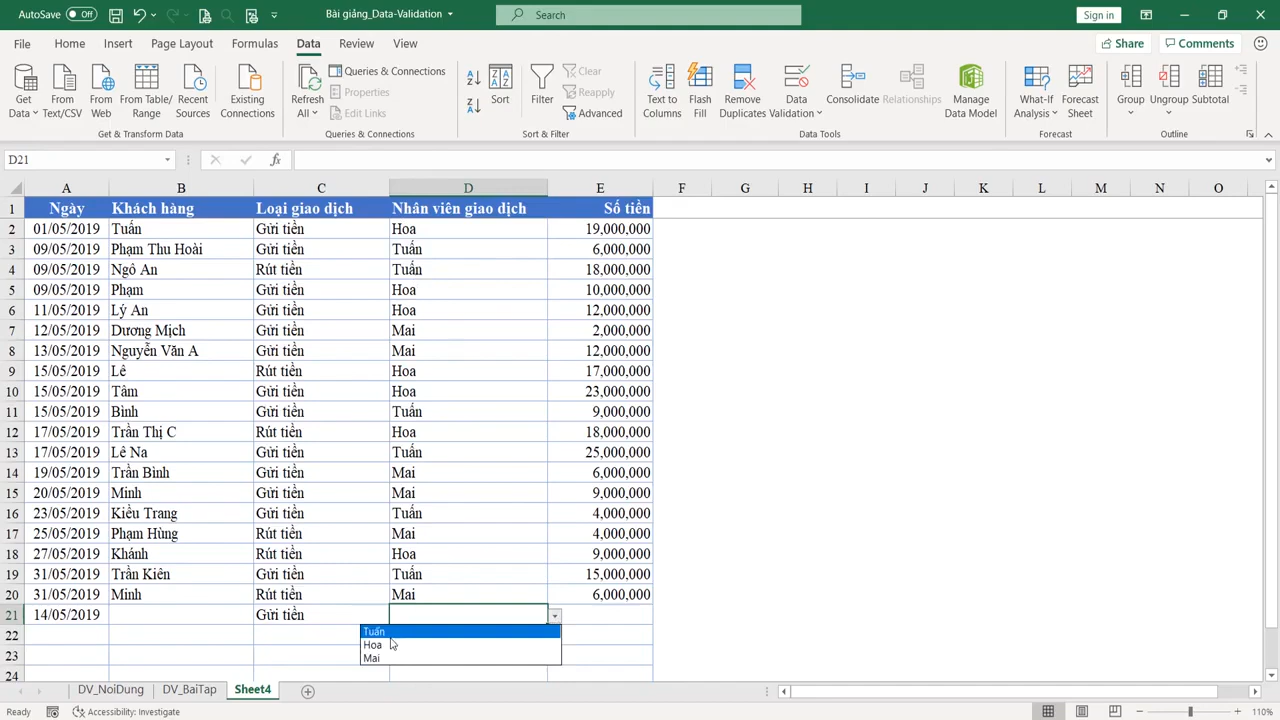 AutoSave Off Bài giảng_Data-Validation Search Sign in
File Home Insert Page Layout Formulas Data Review View Share Comments
Get Data From Text/CSV From Web From Table/ Range Recent Sources Existing Connections Refresh All Queries & Connections Properties Edit Links Sort Filter Clear Reapply Advanced Text to Columns Flash Fill Remove Duplicates Data Validation Consolidate Relationships Manage Data Model What-If Analysis Forecast Sheet Group Ungroup Subtotal
Get & Transform Data Queries & Connections Sort & Filter Data Tools Forecast Outline
D21 fx
A B C D E F G H I J K L M N O
1 Ngày Khách hàng Loại giao dịch Nhân viên giao dịch Số tiền
2 01/05/2019 Tuấn Gửi tiền Hoa 19,000,000
3 09/05/2019 Phạm Thu Hoài Gửi tiền Tuấn 6,000,000
4 09/05/2019 Ngô An Rút tiền Tuấn 18,000,000
5 09/05/2019 Phạm Gửi tiền Hoa 10,000,000
6 11/05/2019 Lý An Gửi tiền Hoa 12,000,000
7 12/05/2019 Dương Mịch Gửi tiền Mai 2,000,000
8 13/05/2019 Nguyễn Văn A Gửi tiền Mai 12,000,000
9 15/05/2019 Lê Rút tiền Hoa 17,000,000
10 15/05/2019 Tâm Gửi tiền Hoa 23,000,000
11 15/05/2019 Bình Gửi tiền Tuấn 9,000,000
12 17/05/2019 Trần Thị C Rút tiền Hoa 18,000,000
13 17/05/2019 Lê Na Gửi tiền Tuấn 25,000,000
14 19/05/2019 Trần Bình Gửi tiền Mai 6,000,000
15 20/05/2019 Minh Gửi tiền Mai 9,000,000
16 23/05/2019 Kiều Trang Gửi tiền Tuấn 4,000,000
17 25/05/2019 Phạm Hùng Rút tiền Mai 4,000,000
18 27/05/2019 Khánh Rút tiền Hoa 9,000,000
19 31/05/2019 Trần Kiên Gửi tiền Tuấn 15,000,000
20 31/05/2019 Minh Rút tiền Mai 6,000,000
21 14/05/2019 Gửi tiền
22 Tuấn
23 Hoa
24 Mai
DV_NoiDung DV_BaiTap Sheet4
Ready Accessibility: Investigate 110%